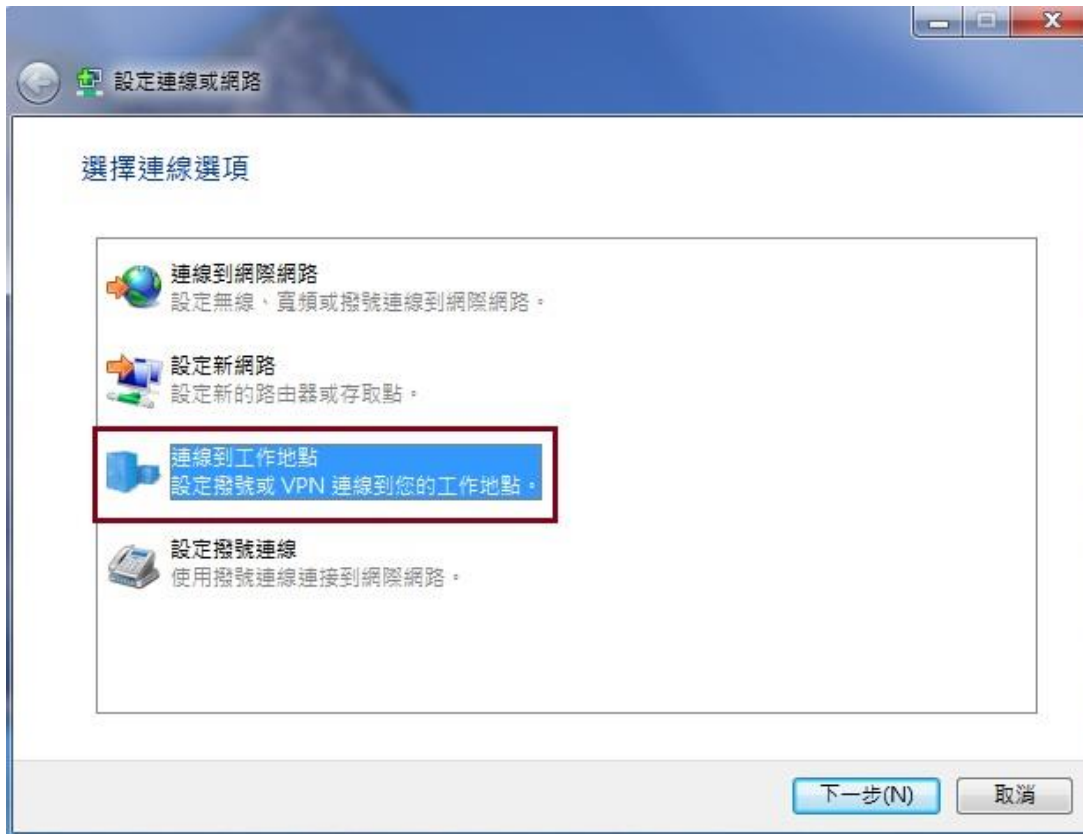 設定連線或網路
選擇連線選項
連線到網際網路
設定無線、寬頻或撥號連線到網際網路。
設定新網路
設定新的路由器或存取點。
連線到工作地點
設定撥號或 VPN 連線到您的工作地點。
設定撥號連線
使用撥號連線連接到網際網路。
下一步(N)
取消